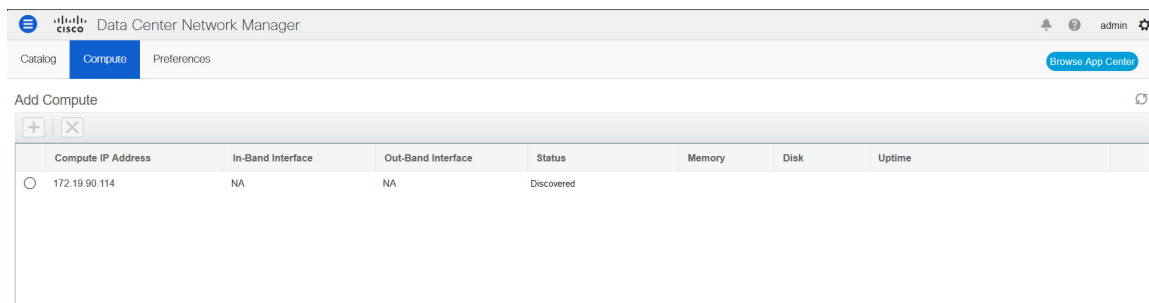 cisco Data Center Network Manager admin
Catalog Compute Preferences Browse App Center
Add Compute
Compute IP Address In-Band Interface Out-Band Interface Status Memory Disk Uptime
172.19.90.114 NA NA Discovered